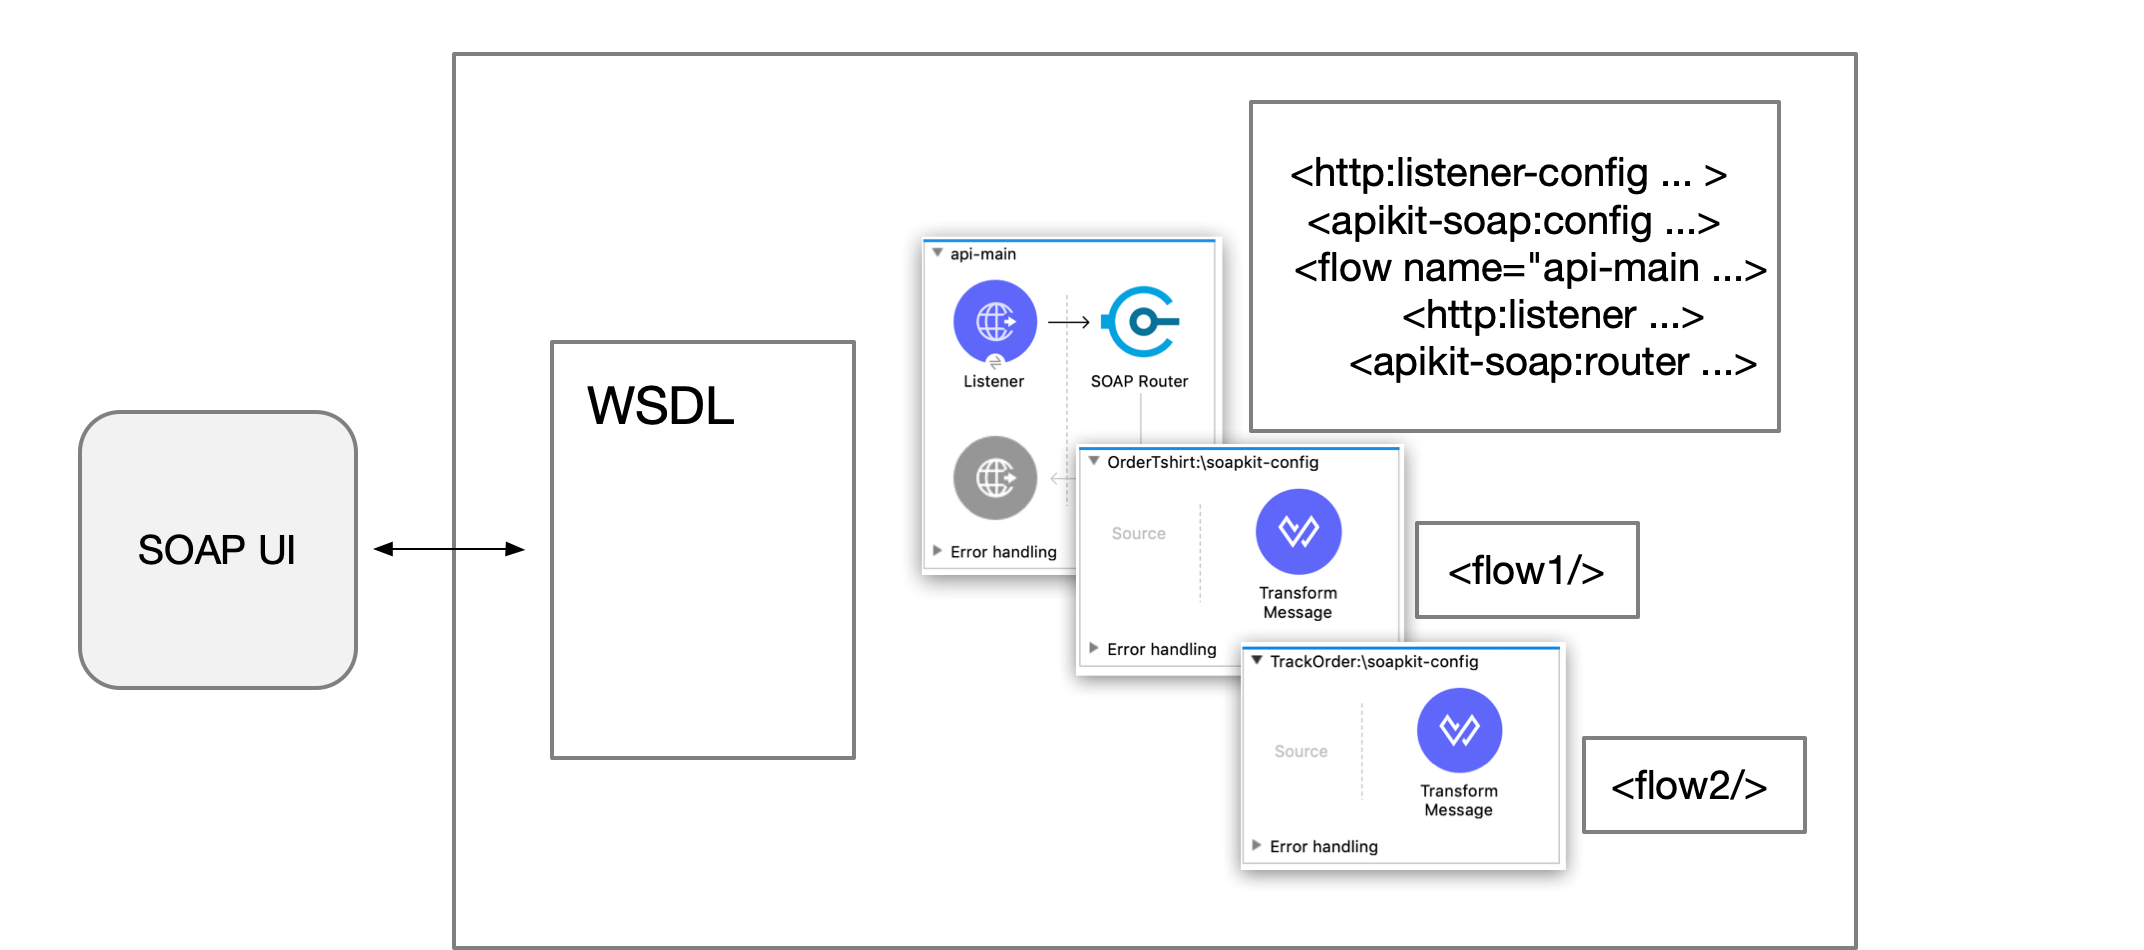 SOAP UI
WSDL
api-main
Listener
SOAP Router
Error handling
<http:listener-config ... >
<apikit-soap:config ...>
<flow name="api-main ...>
<http:listener ...>
<apikit-soap:router ...>
OrderTshirt:\soapkit-config
Source
Transform
Message
Error handling
<flow1/>
TrackOrder:\soapkit-config
Source
Transform
Message
Error handling
<flow2/>